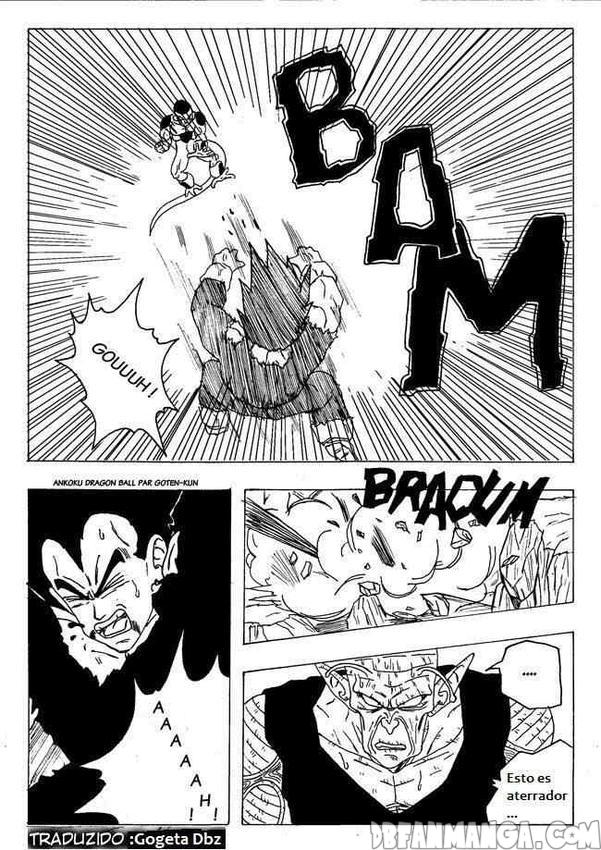 BAM
GOUUUH !
ANKOKU DRAGON BALL PAR GOTEN-KUN
BRAOUM
AAAAAAH!!
....
Esto es
aterrador
...
TRADUZIDO :Gogeta Dbz
DBFANMANGA.COM